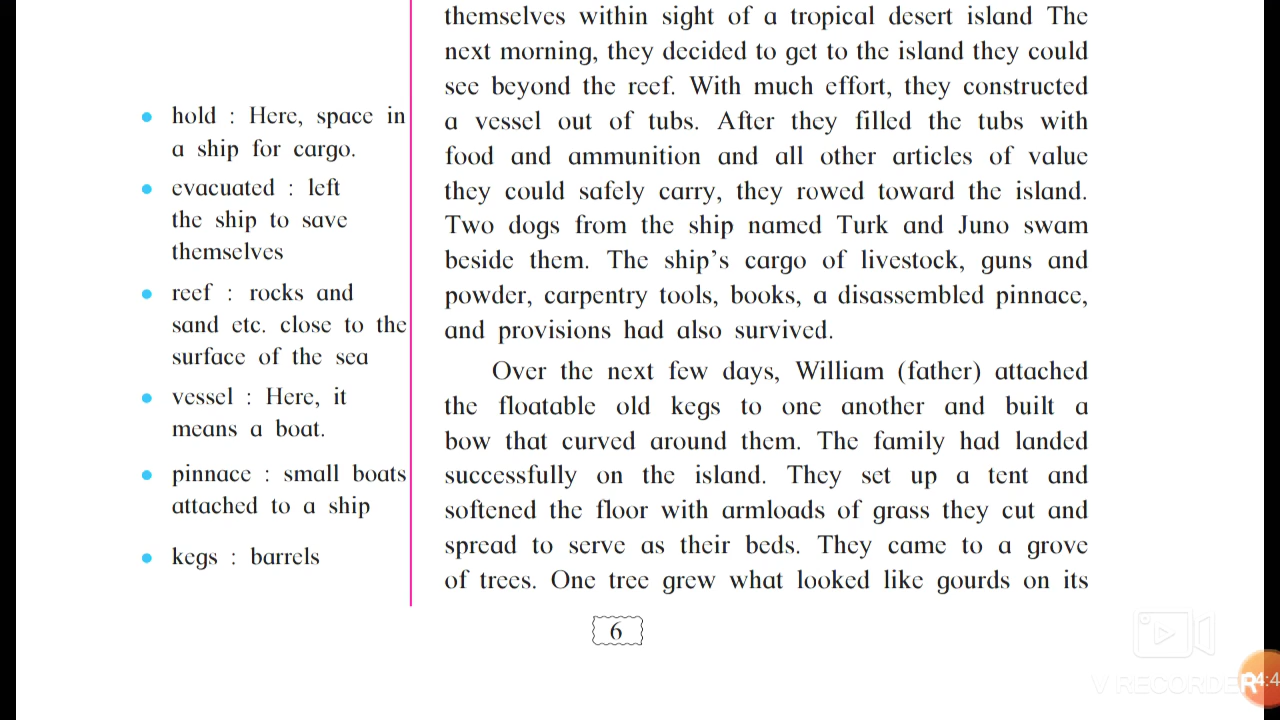 themselves within sight of a tropical desert island The
next morning, they decided to get to the island they could
see beyond the reef. With much effort, they constructed
a vessel out of tubs. After they filled the tubs with
food and ammunition and all other articles of value
they could safely carry, they rowed toward the island.
Two dogs from the ship named Turk and Juno swam
beside them. The ship's cargo of livestock, guns and
powder, carpentry tools, books, a disassembled pinnace,
and provisions had also survived.
Over the next few days, William (father) attached
the floatable old kegs to one another and built a
bow that curved around them. The family had landed
successfully on the island. They set up a tent and
softened the floor with armloads of grass they cut and
spread to serve as their beds. They came to a grove
of trees. One tree grew what looked like gourds on its
hold : Here, space in
a ship for cargo.
evacuated : left
the ship to save
themselves
reef : rocks and
sand etc. close to the
surface of the sea
vessel : Here, it
means a boat.
pinnace : small boats
attached to a ship
kegs : barrels
6
V RECORDER
4:4